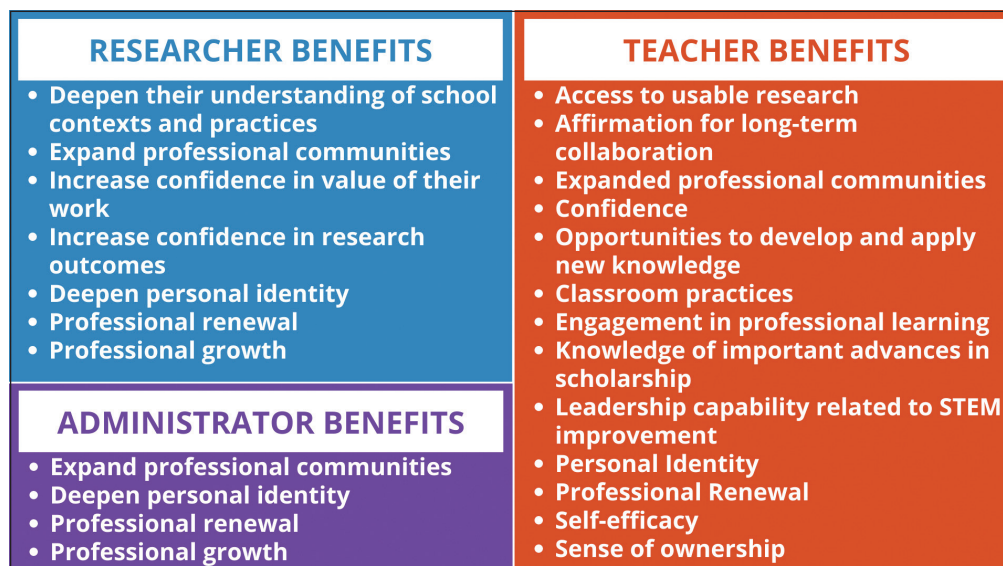 RESEARCHER BENEFITS
• Deepen their understanding of school
contexts and practices
• Expand professional communities
• Increase confidence in value of their
work
• Increase confidence in research
outcomes
• Deepen personal identity
• Professional renewal
• Professional growth
ADMINISTRATOR BENEFITS
• Expand professional communities
• Deepen personal identity
• Professional renewal
• Professional growth
TEACHER BENEFITS
• Access to usable research
• Affirmation for long-term
collaboration
• Expanded professional communities
• Confidence
• Opportunities to develop and apply
new knowledge
• Classroom practices
• Engagement in professional learning
• Knowledge of important advances in
scholarship
• Leadership capability related to STEM
improvement
• Personal Identity
• Professional Renewal
• Self-efficacy
• Sense of ownership